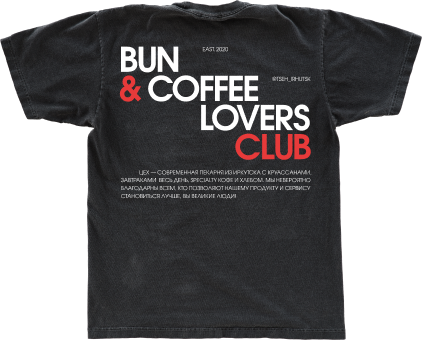 EAST. 2020
BUN
& COFFEE
@TSEH_IRKUTSK
LOVERS
CLUB
ЦЕХ — СОВРЕМЕННАЯ ПЕКАРНЯ ИЗ ИРКУТСКА С КРУАССАНАМИ,
ЗАВТРАКАМИ ВЕСЬ ДЕНЬ, SPECIALTY КОФЕ И ХЛЕБОМ. МЫ НЕВЕРОЯТНО
БЛАГОДАРНЫ ВСЕМ, КТО ПОЗВОЛЯЮТ НАШЕМУ ПРОДУКТУ И СЕРВИСУ
СТАНОВИТЬСЯ ЛУЧШЕ, ВЫ ВЕЛИКИЕ ЛЮДИ!